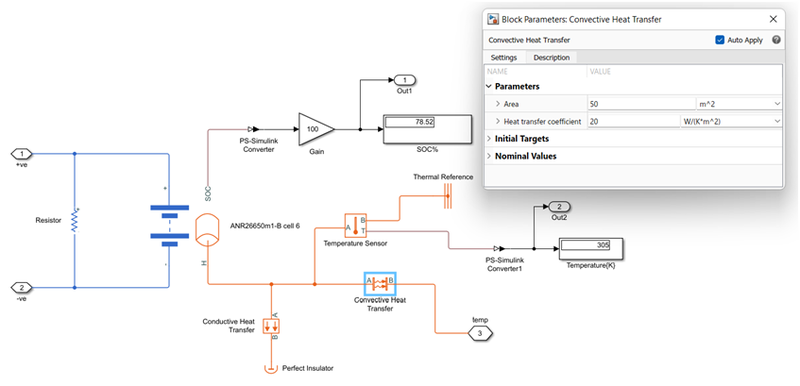 Block Parameters: Convective Heat Transfer
Convective Heat Transfer
Auto Apply
Settings
Description
NAME
VALUE
Parameters
Area
50
m^2
Heat transfer coefficient
20
W/(K*m^2)
Initial Targets
Nominal Values
1
Out1
100
78.52
PS-Simulink
Converter
Gain
SOC%
1
+ve
SOC
Thermal Reference
+
Resistor
ANR26650m1-B cell 6
A
B
T
Temperature Sensor
2
Out2
305
PS-Simulink
Converter1
Temperature[K]
-
H
2
-ve
A
B
Convective Heat
Transfer
temp
3
Conductive Heat
Transfer
A
B
Perfect Insulator